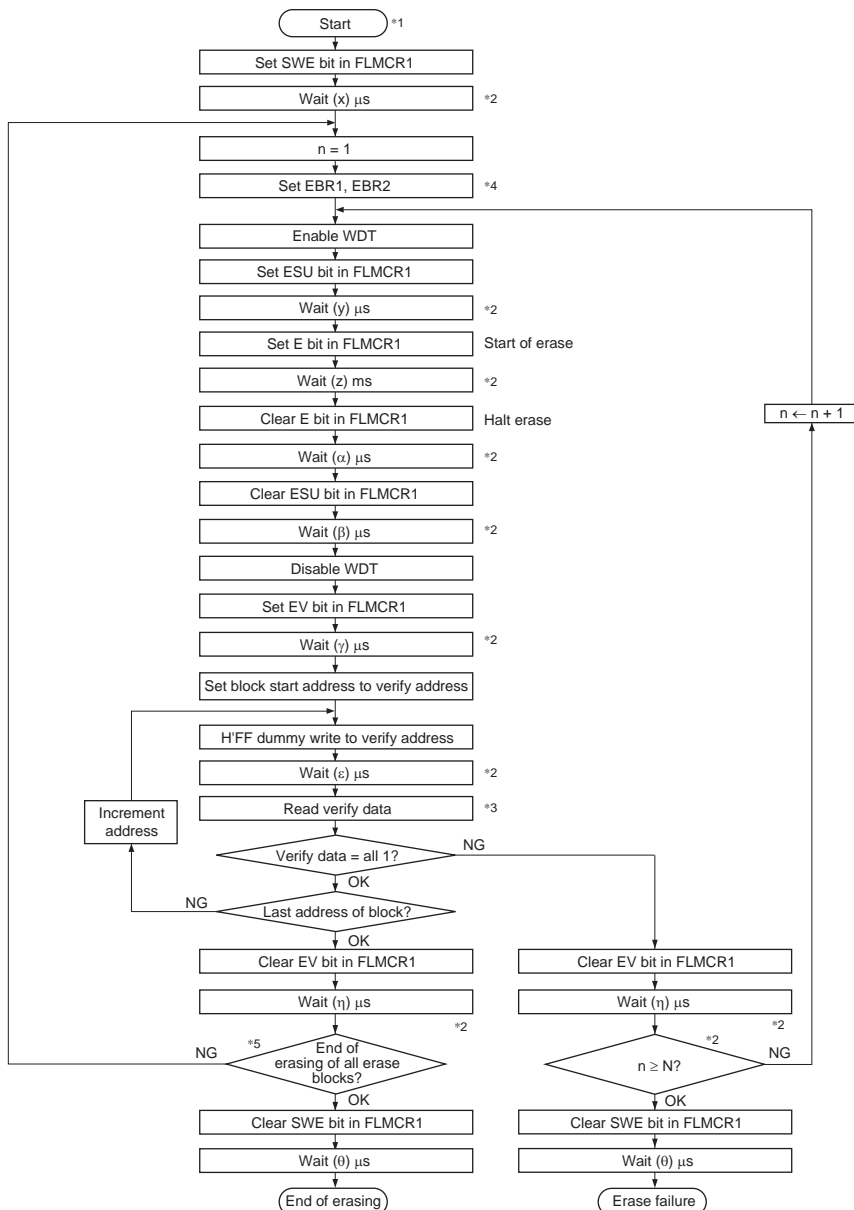 Start
*1
Set SWE bit in FLMCR1
Wait (x) μs
*2
n = 1
Set EBR1, EBR2
*4
Enable WDT
Set ESU bit in FLMCR1
Wait (y) μs
*2
Set E bit in FLMCR1
Start of erase
Wait (z) ms
*2
Clear E bit in FLMCR1
Halt erase
n ← n + 1
Wait (α) μs
*2
Clear ESU bit in FLMCR1
Wait (β) μs
*2
Disable WDT
Set EV bit in FLMCR1
Wait (γ) μs
*2
Set block start address to verify address
H'FF dummy write to verify address
Wait (ε) μs
*2
Increment
address
Read verify data
*3
Verify data = all 1?
NG
OK
NG
Last address of block?
OK
Clear EV bit in FLMCR1
Clear EV bit in FLMCR1
Wait (η) μs
Wait (η) μs
*2
*2
NG
*5
End of
erasing of all erase
blocks?
*2
n ≥ N?
NG
OK
OK
Clear SWE bit in FLMCR1
Clear SWE bit in FLMCR1
Wait (θ) μs
Wait (θ) μs
End of erasing
Erase failure